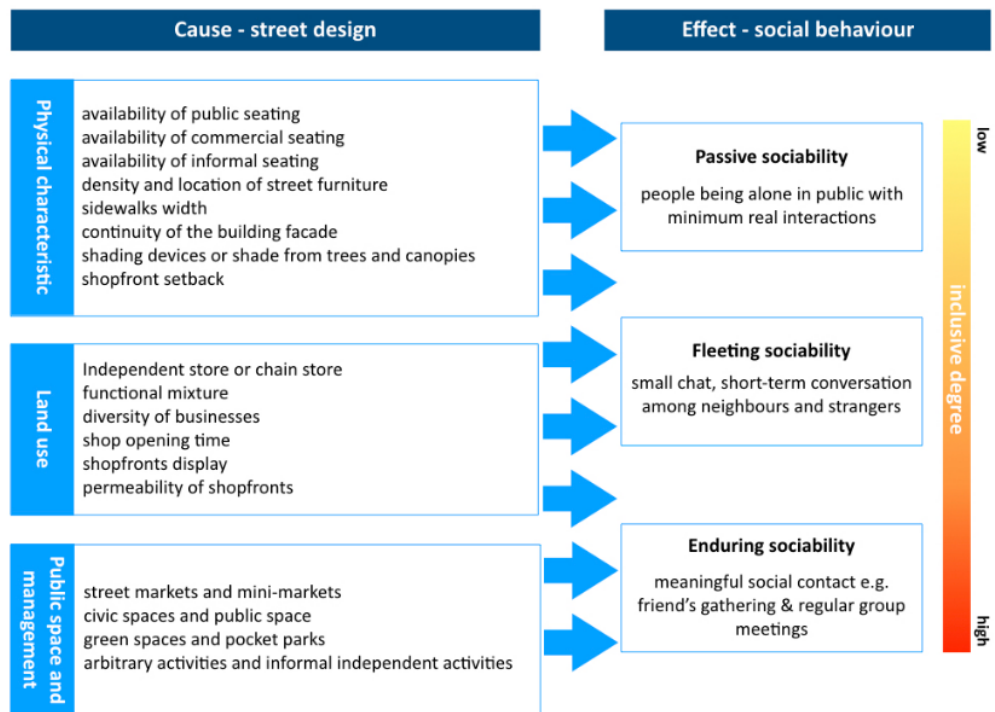 Cause - street design
Physical characteristic
availability of public seating
availability of commercial seating
availability of informal seating
density and location of street furniture
sidewalks width
continuity of the building facade
shading devices or shade from trees and canopies
shopfront setback
Land use
Independent store or chain store
functional mixture
diversity of businesses
shop opening time
shopfronts display
permeability of shopfronts
Public space and
management
street markets and mini-markets
civic spaces and public space
green spaces and pocket parks
arbitrary activities and informal independent activities
Effect - social behaviour
Passive sociability
people being alone in public with
minimum real interactions
Fleeting sociability
small chat, short-term conversation
among neighbours and strangers
Enduring sociability
meaningful social contact e.g.
friend's gathering & regular group
meetings
low
inclusive degree
high